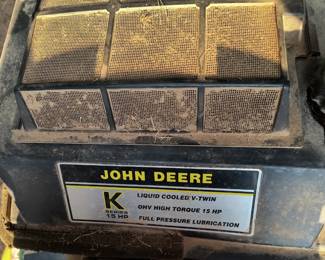 JOHN DEERE
K
SERIES
15 HP
LIQUID COOLED V-TWIN
OHV HIGH TORQUE 15 HP
FULL PRESSURE LUBRICATION